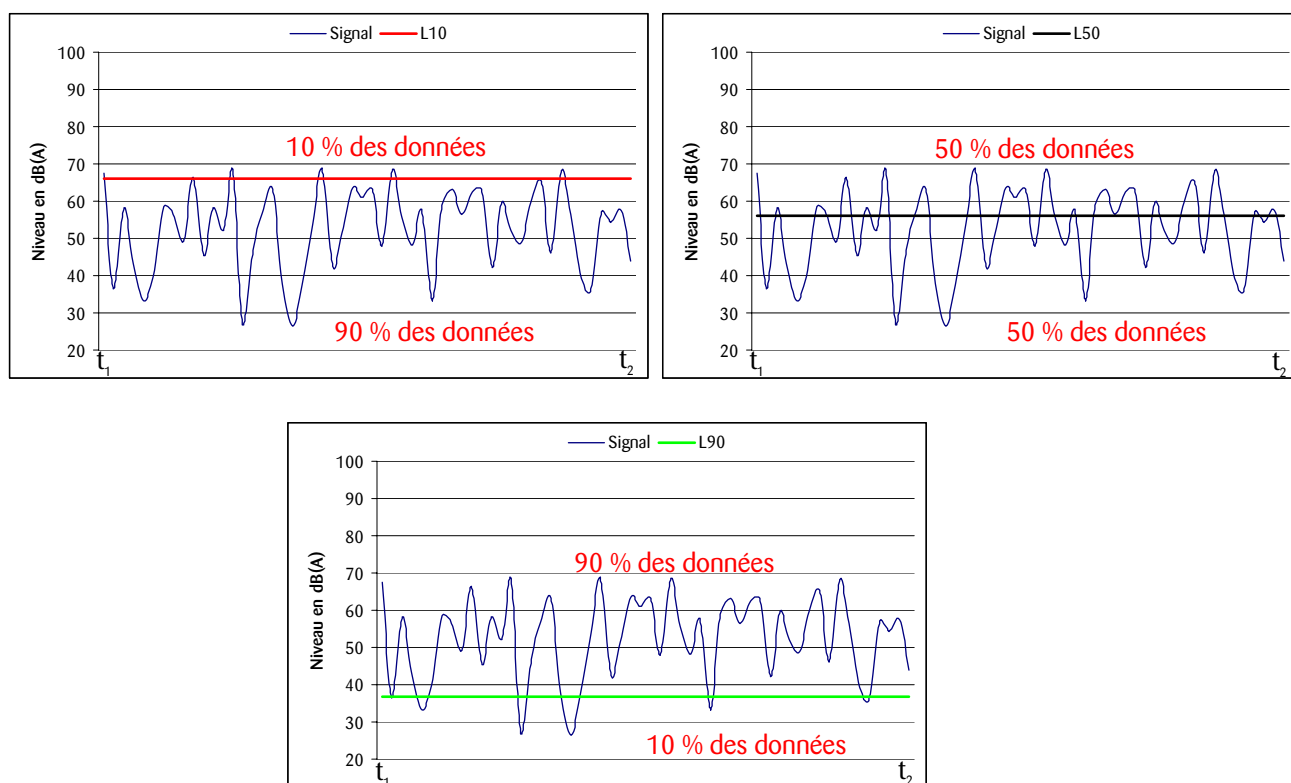 Signal L10
100
90
80
70
60
50
40
30
20
Niveau en dB(A)
10 % des données
90 % des données
t1
t2
Signal L50
100
90
80
70
60
50
40
30
20
Niveau en dB(A)
50 % des données
50 % des données
t1
t2
Signal L90
100
90
80
70
60
50
40
30
20
Niveau en dB(A)
90 % des données
10 % des données
t1
t2